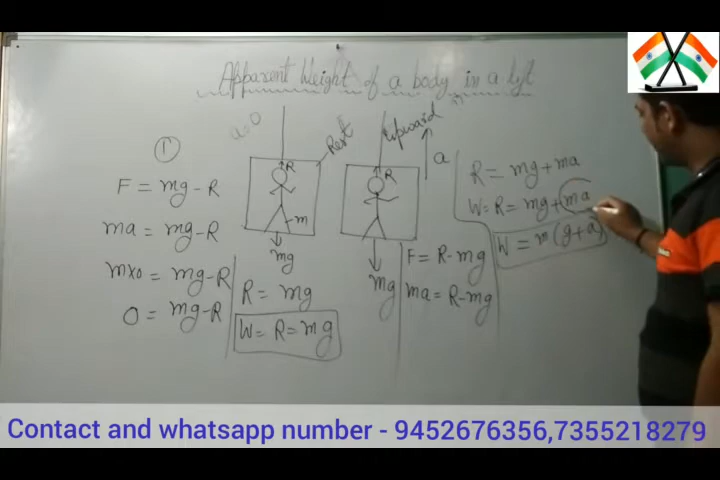 Apparent Weight of a body in a lift
a=0
Rest
Upward
a
①
F = mg-R
ma = mg-R
m×0 = mg-R
0 = mg-R
R
m
mg
R = mg
W = R = mg
R
mg
F = R-mg
ma = R-mg
R = mg+ma
W=R = mg+ma
W = m(g+a)
Contact and whatsapp number - 9452676356,7355218279